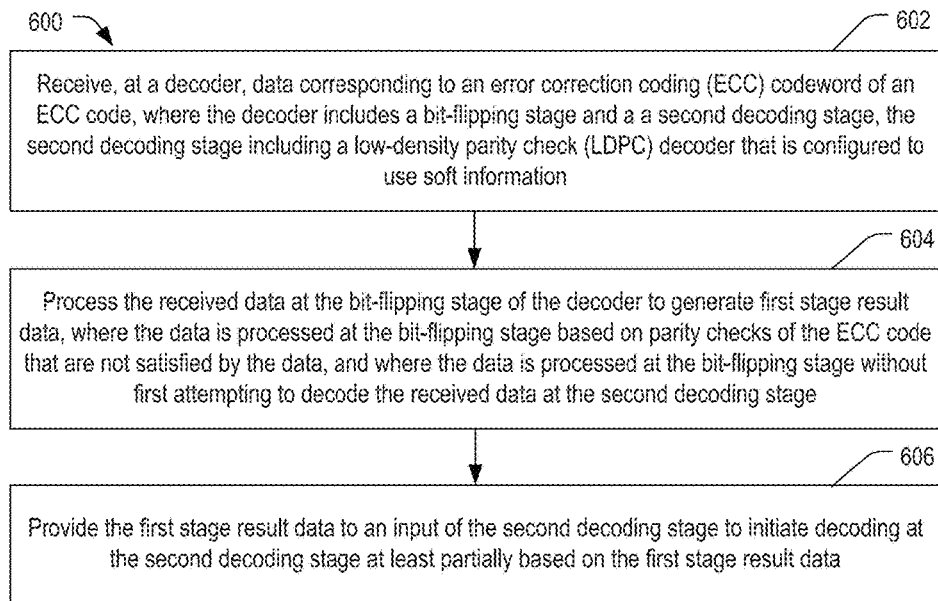 600
602
Receive, at a decoder, data corresponding to an error correction coding (ECC) codeword of an
ECC code, where the decoder includes a bit-flipping stage and a a second decoding stage, the
second decoding stage including a low-density parity check (LDPC) decoder that is configured to
use soft information
604
Process the received data at the bit-flipping stage of the decoder to generate first stage result
data, where the data is processed at the bit-flipping stage based on parity checks of the ECC code
that are not satisfied by the data, and where the data is processed at the bit-flipping stage without
first attempting to decode the received data at the second decoding stage
606
Provide the first stage result data to an input of the second decoding stage to initiate decoding at
the second decoding stage at least partially based on the first stage result data